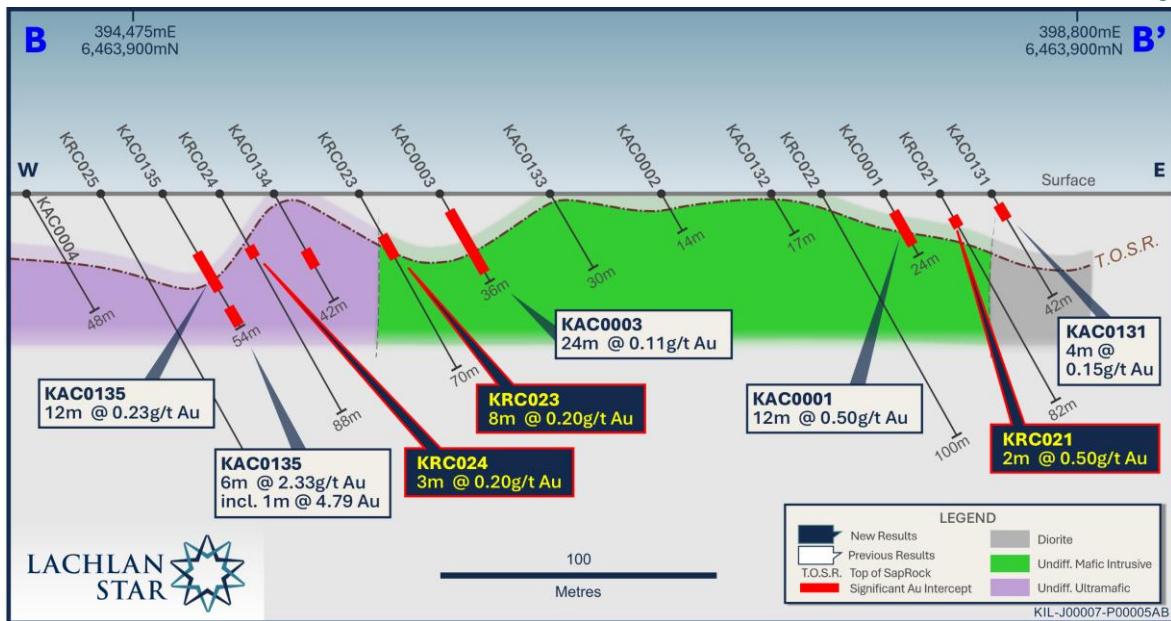 B
394,475mE
6,463,900mN
398,800mE
6,463,900mN
B’
W
KAC0004
KRC025
KAC0135
KRC024
KAC0134
KRC023
KAC0003
KAC0133
KAC0002
KAC0132
KRC022
KAC0001
KRC021
KAC0131
Surface
E
T.O.S.R.
48m
54m
42m
88m
70m
36m
30m
14m
17m
24m
100m
82m
42m
KAC0135
12m @ 0.23g/t Au
KAC0135
6m @ 2.33g/t Au
incl. 1m @ 4.79 Au
KRC024
3m @ 0.20g/t Au
KRC023
8m @ 0.20g/t Au
KAC0003
24m @ 0.11g/t Au
KAC0001
12m @ 0.50g/t Au
KRC021
2m @ 0.50g/t Au
KAC0131
4m @
0.15g/t Au
LACHLAN
STAR
100
Metres
LEGEND
New Results
Previous Results
T.O.S.R. Top of SapRock
Significant Au Intercept
Diorite
Undiff. Mafic Intrusive
Undiff. Ultramafic
KIL-J00007-P00005AB